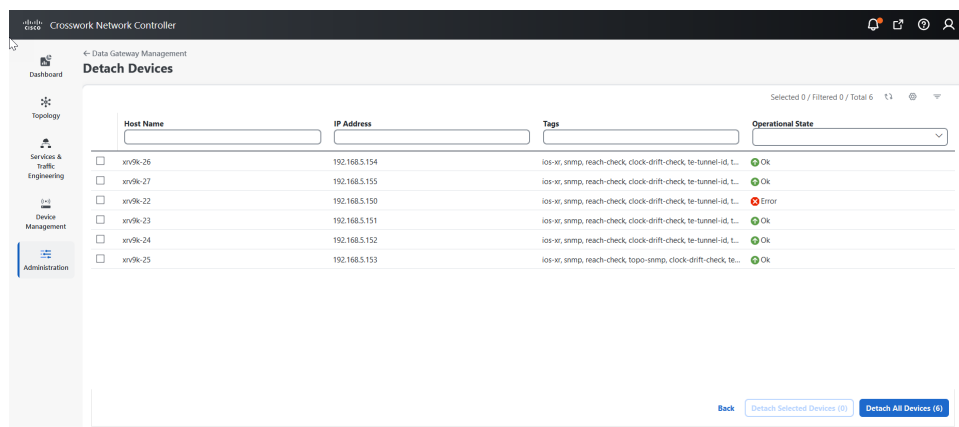 cisco Crosswork Network Controller
← Data Gateway Management
Detach Devices
Dashboard
Topology
Services &
Traffic
Engineering
Device
Management
Administration
Selected 0 / Filtered 0 / Total 6
Host Name IP Address Tags Operational State
xrv9k-26 192.168.5.154 ios-xr, snmp, reach-check, clock-drift-check, te-tunnel-id, t... Ok
xrv9k-27 192.168.5.155 ios-xr, snmp, reach-check, clock-drift-check, te-tunnel-id, t... Ok
xrv9k-22 192.168.5.150 ios-xr, snmp, reach-check, clock-drift-check, te-tunnel-id, t... Error
xrv9k-23 192.168.5.151 ios-xr, snmp, reach-check, clock-drift-check, te-tunnel-id, t... Ok
xrv9k-24 192.168.5.152 ios-xr, snmp, reach-check, clock-drift-check, te-tunnel-id, t... Ok
xrv9k-25 192.168.5.153 ios-xr, snmp, reach-check, topo-snmp, clock-drift-check, te... Ok
Back Detach Selected Devices (0) Detach All Devices (6)